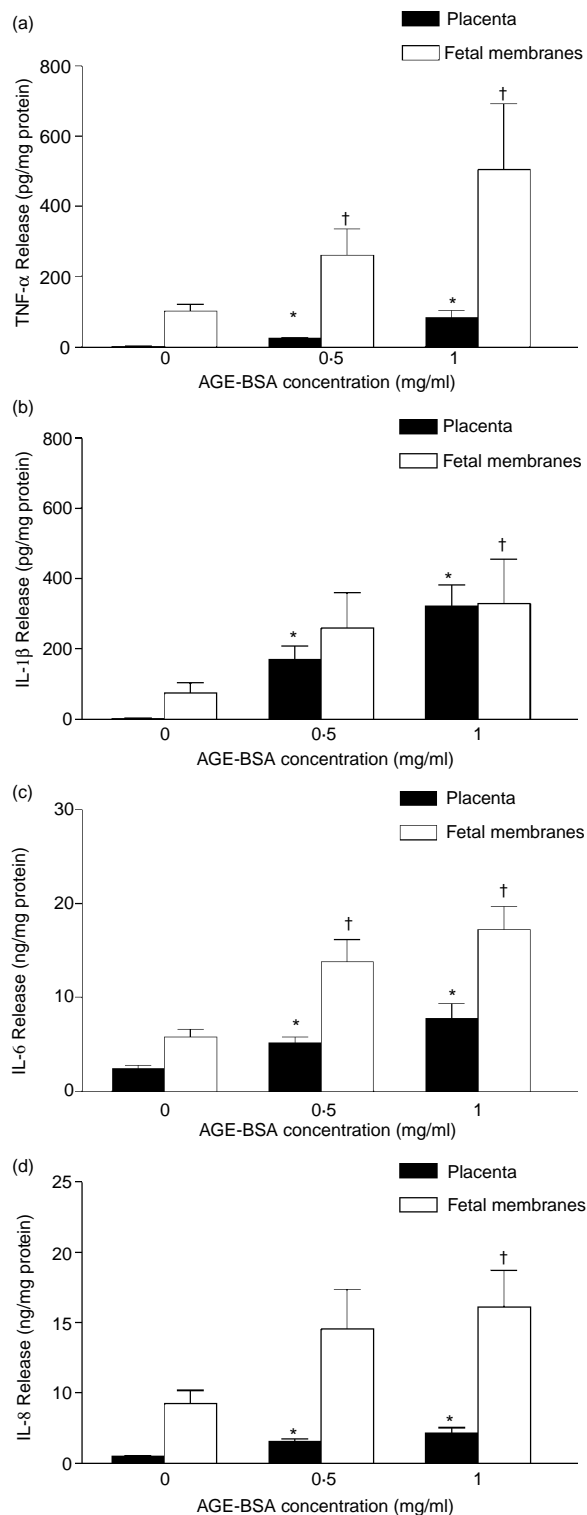 (a)
Placenta
Fetal membranes
800
600
400
200
0
TNF-α Release (pg/mg protein)
*
†
*
†
0
0·5
1
AGE-BSA concentration (mg/ml)
(b)
Placenta
Fetal membranes
800
600
400
200
0
IL-1β Release (pg/mg protein)
*
*
†
0
0·5
1
AGE-BSA concentration (mg/ml)
(c)
Placenta
Fetal membranes
30
20
10
0
IL-6 Release (ng/mg protein)
*
†
*
†
0
0·5
1
AGE-BSA concentration (mg/ml)
(d)
Placenta
Fetal membranes
25
15
10
0
IL-8 Release (ng/mg protein)
*
*
†
0
0·5
1
AGE-BSA concentration (mg/ml)